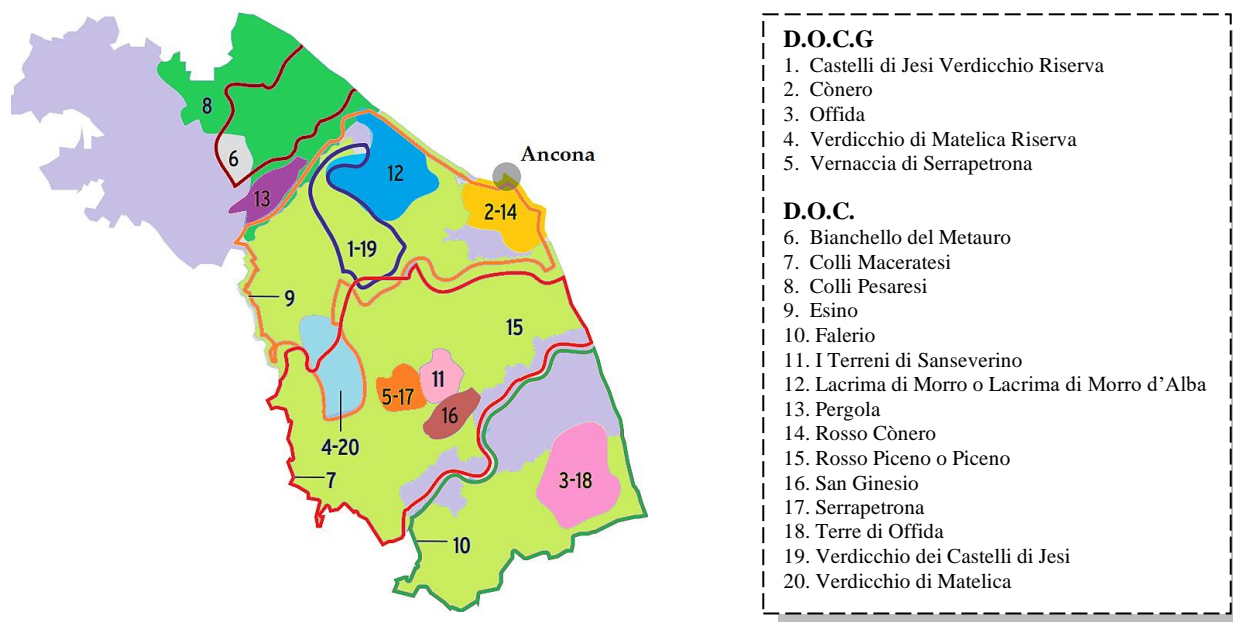 8
6
Ancona
12
13
2-14
1-19
9
15
11
5-17
16
4-20
7
3-18
10
D.O.C.G
1. Castelli di Jesi Verdicchio Riserva
2. Cònero
3. Offida
4. Verdicchio di Matelica Riserva
5. Vernaccia di Serrapetrona
D.O.C.
6. Bianchello del Metauro
7. Colli Maceratesi
8. Colli Pesaresi
9. Esino
10. Falerio
11. I Terreni di Sanseverino
12. Lacrima di Morro o Lacrima di Morro d'Alba
13. Pergola
14. Rosso Cònero
15. Rosso Piceno o Piceno
16. San Ginesio
17. Serrapetrona
18. Terre di Offida
19. Verdicchio dei Castelli di Jesi
20. Verdicchio di Matelica